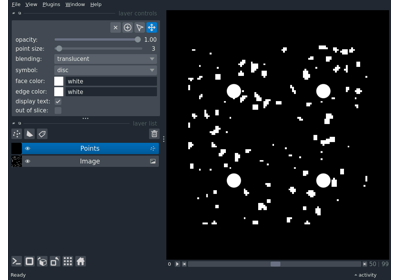 File View Plugins Window Help
layer controls
opacity: 1.00
point size: 3
blending: translucent
symbol: disc
face color: white
edge color: white
display text:
out of slice:
layer list
Points
Image
50 99
Ready
activity